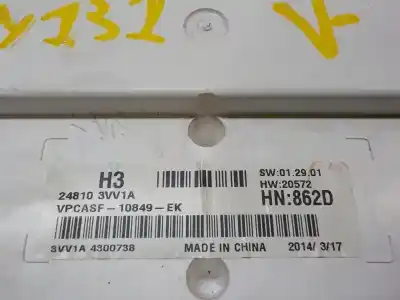 H3
SW:01.29.01
HW:20572
24810 3VV1A
HN:862D
VPCASF-10849-EK
3VV1A 4300738
MADE IN CHINA
2014/ 3/17